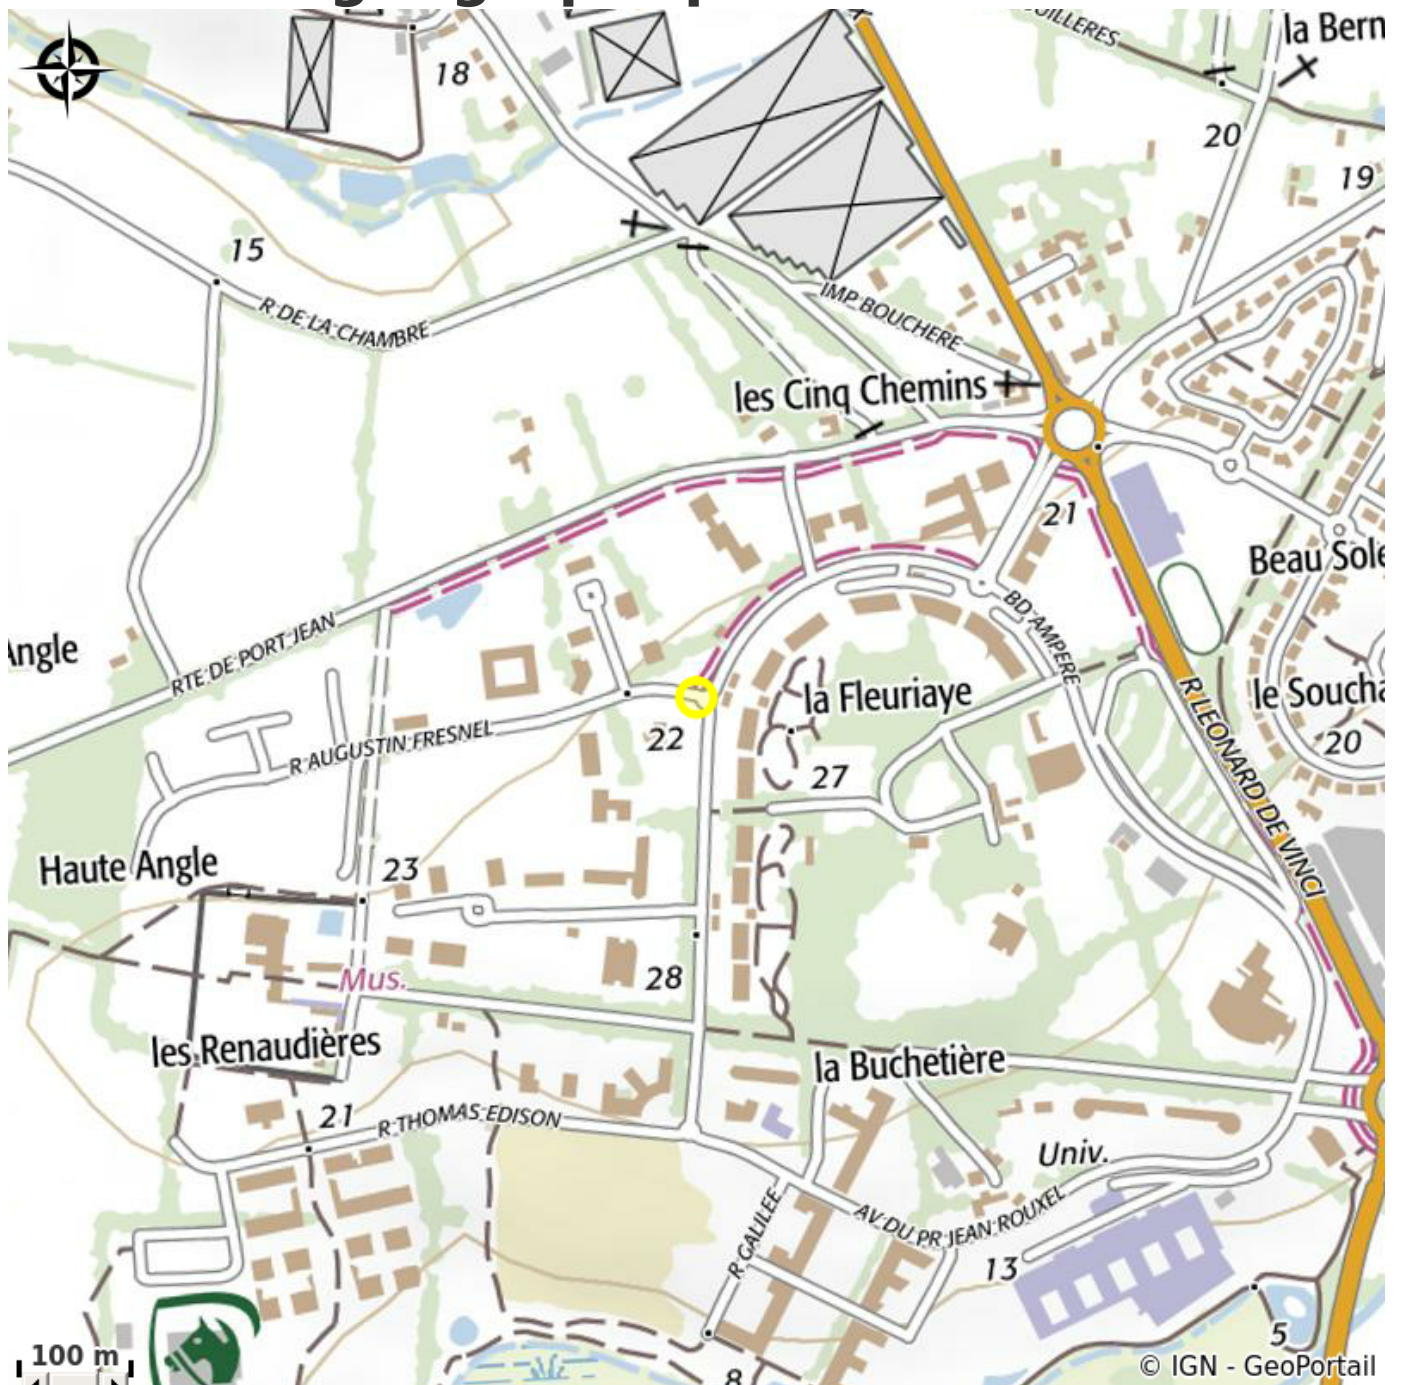 18
UILLERES
la Bern
20
19
15
R DE LA CHAMBRE
IMP BOUCHERE
les Cinq Chemins
21
Beau Sole
BD AMPERE
Angle
RTE DE PORT JEAN
la Fleuriaye
le Soucha
R AUGUSTIN FRESNEL
22
20
27
R LEONARD DE VINCI
Haute Angle
23
Mus.
28
les Renaudières
la Buchetière
21
R THOMAS EDISON
Univ.
R GALILEE
AV DU PR JEAN ROUXEL
13
5
100 m
8
© IGN - GeoPortail